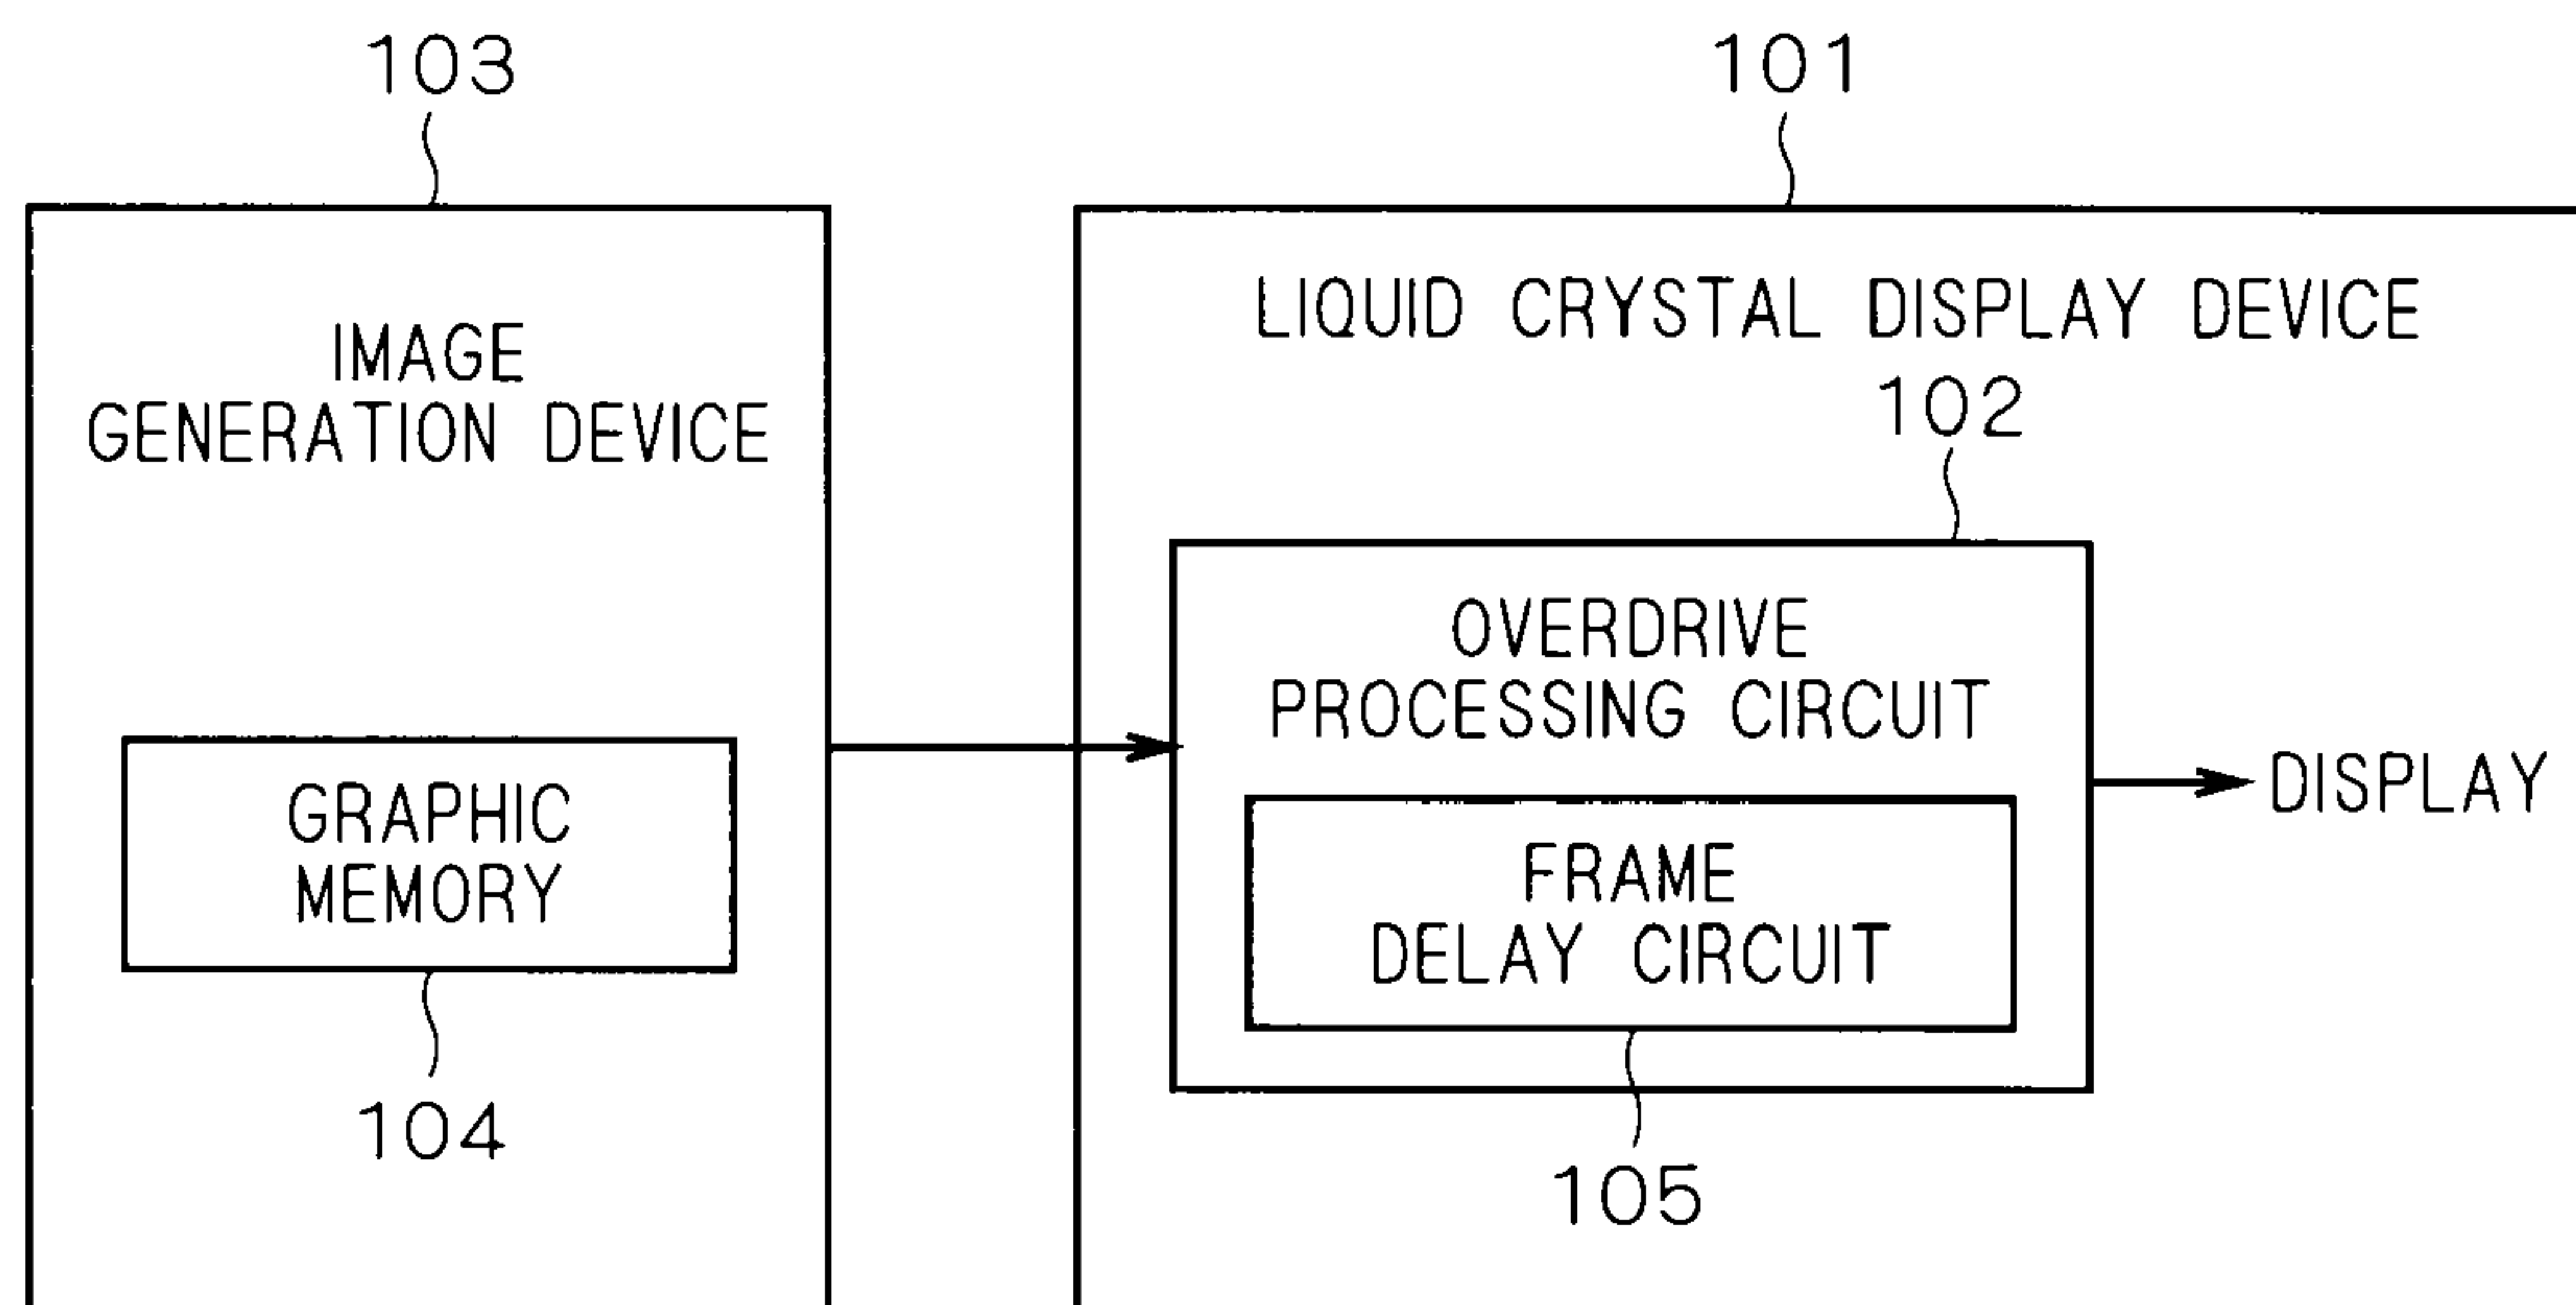 103
101
IMAGE
GENERATION DEVICE
LIQUID CRYSTAL DISPLAY DEVICE
102
OVERDRIVE
PROCESSING CIRCUIT
GRAPHIC
MEMORY
FRAME
DELAY CIRCUIT
DISPLAY
104
105